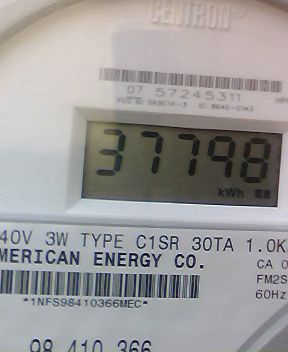 CENTRON
07 57245311
37798
kWh
40V 3W TYPE C1SR 30TA 1.0K
MERICAN ENERGY CO.
CA 0
FM2S
60Hz
*1NFS98410366MEC*
98 410 366